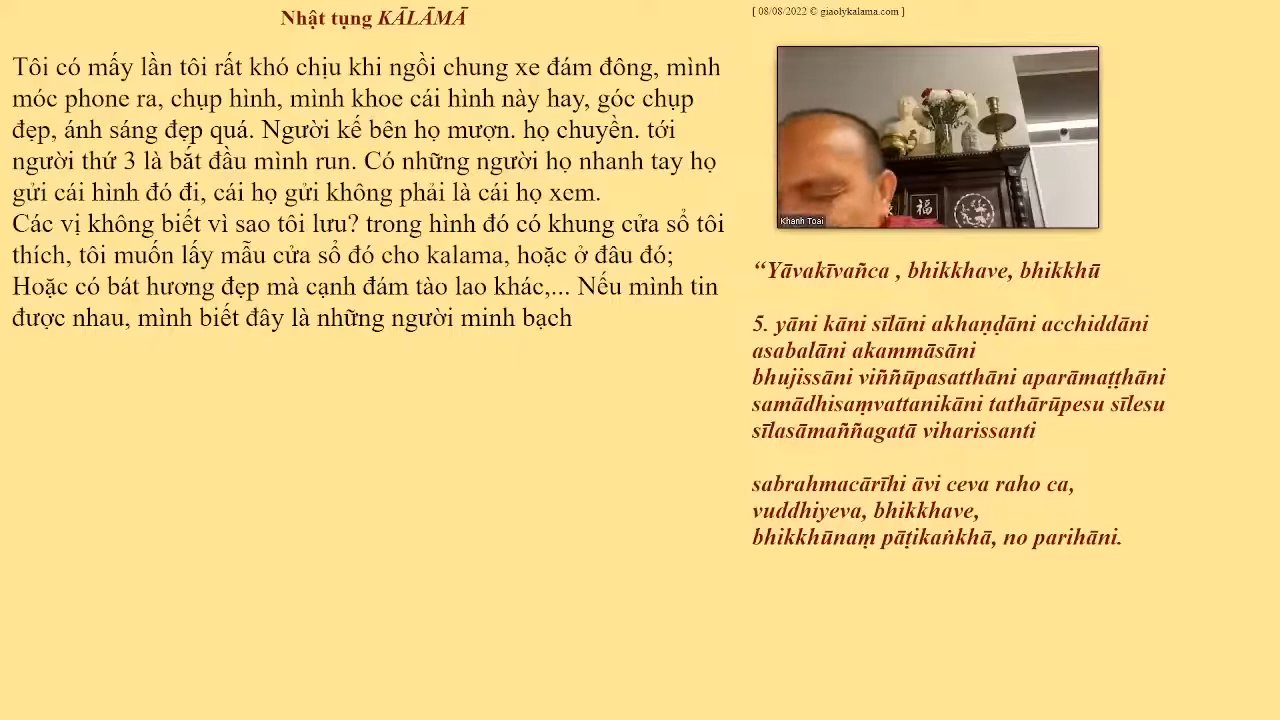 Nhật tụng KĀLĀMĀ
Tôi có mấy lần tôi rất khó chịu khi ngồi chung xe đám đông, mình
móc phone ra, chụp hình, mình khoe cái hình này hay, góc chụp
đẹp, ánh sáng đẹp quá. Người kế bên họ mượn. họ chuyền. tới
người thứ 3 là bắt đầu mình run. Có những người họ nhanh tay họ
gửi cái hình đó đi, cái họ gửi không phải là cái họ xem.
Các vị không biết vì sao tôi lưu? trong hình đó có khung cửa sổ tôi
thích, tôi muốn lấy mẫu cửa sổ đó cho kalama, hoặc ở đâu đó;
Hoặc có bát hương đẹp mà cạnh đám tào lao khác,... Nếu mình tin
được nhau, mình biết đây là những người minh bạch
[ 08/08/2022 © giaolykalama.com ]
福
Khanh Toai
“Yāvakīvañca , bhikkhave, bhikkhū
5. yāni kāni sīlāni akhaṇḍāni acchiddāni
asabalāni akammāsāni
bhujissāni viññūpasatthāni aparāmaṭṭhāni
samādhisaṃvattanikāni tathārūpesu sīlesu
sīlasāmaññagatā viharissanti
sabrahmacārīhi āvi ceva raho ca,
vuddhiyeva, bhikkhave,
bhikkhūnaṃ pāṭikaṅkhā, no parihāni.